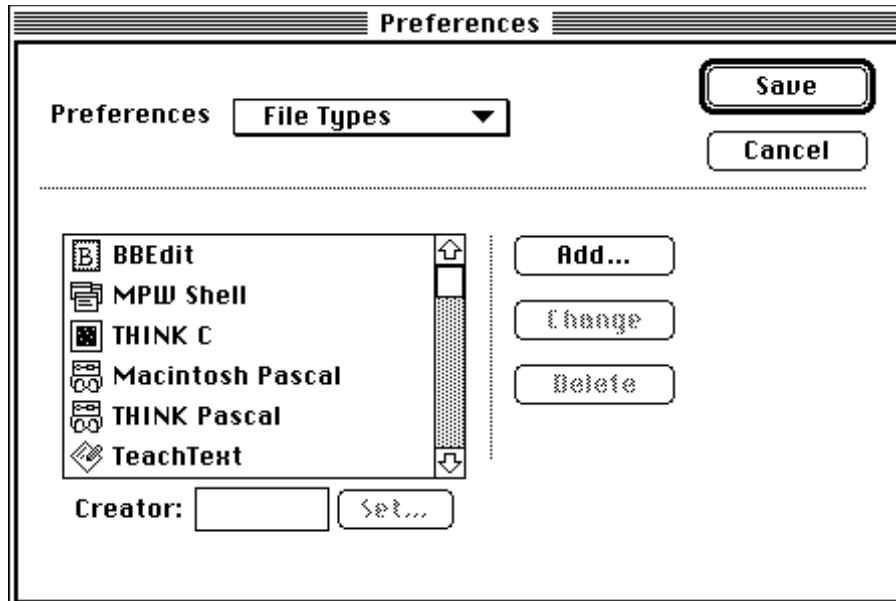 Preferences
Save
Preferences File Types
Cancel
BBEdit
MPW Shell
THINK C
Macintosh Pascal
THINK Pascal
TeachText
Add...
Change
Delete
Creator: Set...